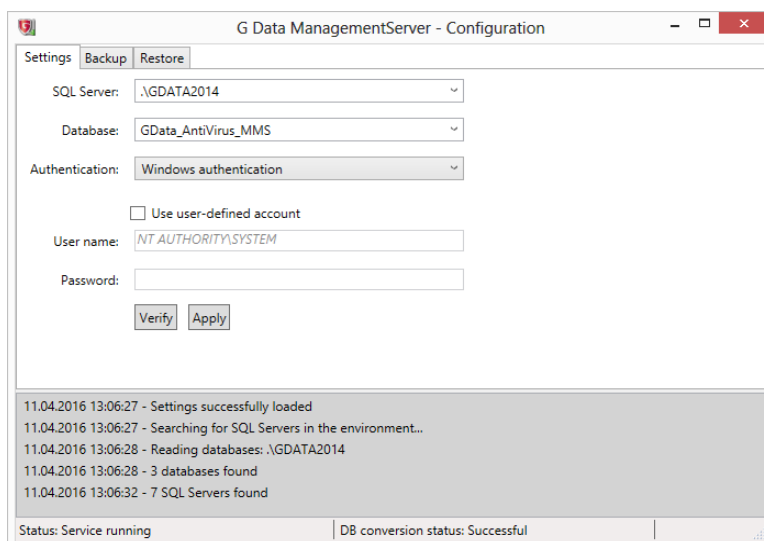 G Data ManagementServer - Configuration
Settings Backup Restore
SQL Server: .\GDATA2014
Database: GData_AntiVirus_MMS
Authentication: Windows authentication
Use user-defined account
User name: NT AUTHORITY\SYSTEM
Password:
Verify Apply
11.04.2016 13:06:27 - Settings successfully loaded
11.04.2016 13:06:27 - Searching for SQL Servers in the environment...
11.04.2016 13:06:28 - Reading databases: .\GDATA2014
11.04.2016 13:06:28 - 3 databases found
11.04.2016 13:06:32 - 7 SQL Servers found
Status: Service running DB conversion status: Successful